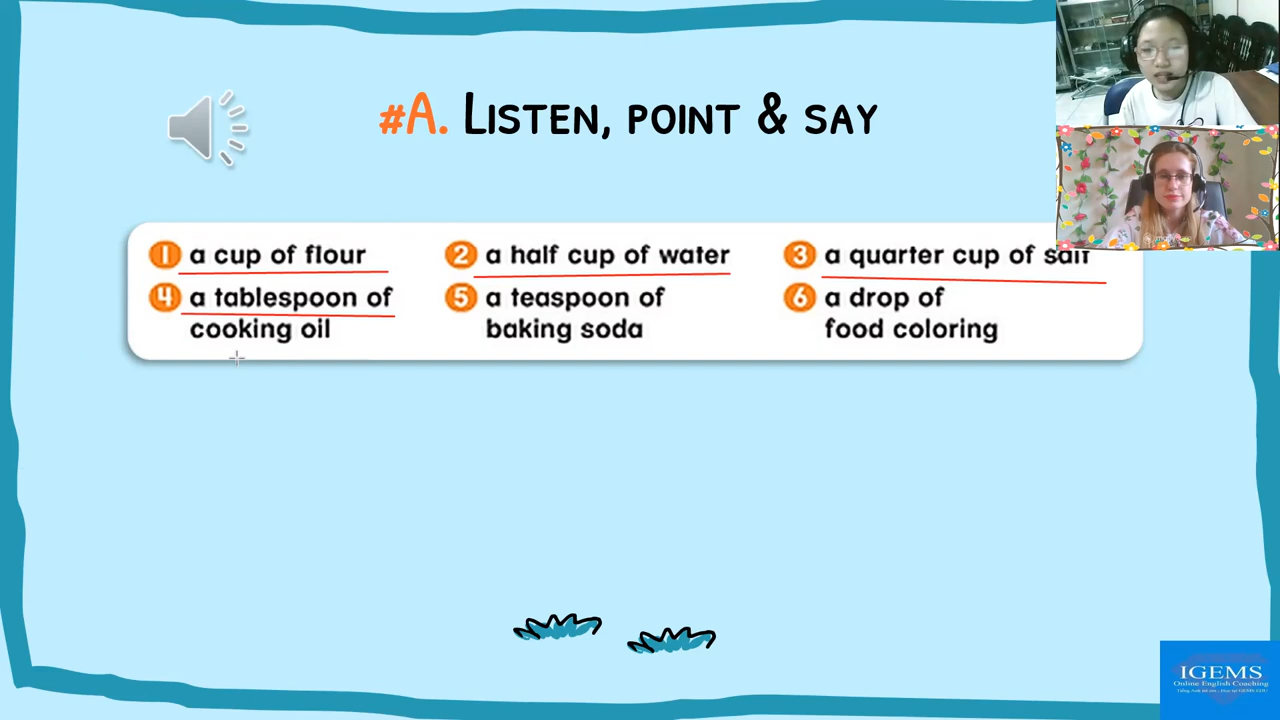 #A. LISTEN, POINT & SAY
1 a cup of flour
2 a half cup of water
3 a quarter cup of salt
4 a tablespoon of
cooking oil
5 a teaspoon of
baking soda
6 a drop of
food coloring
IGEMS
Online English Coaching